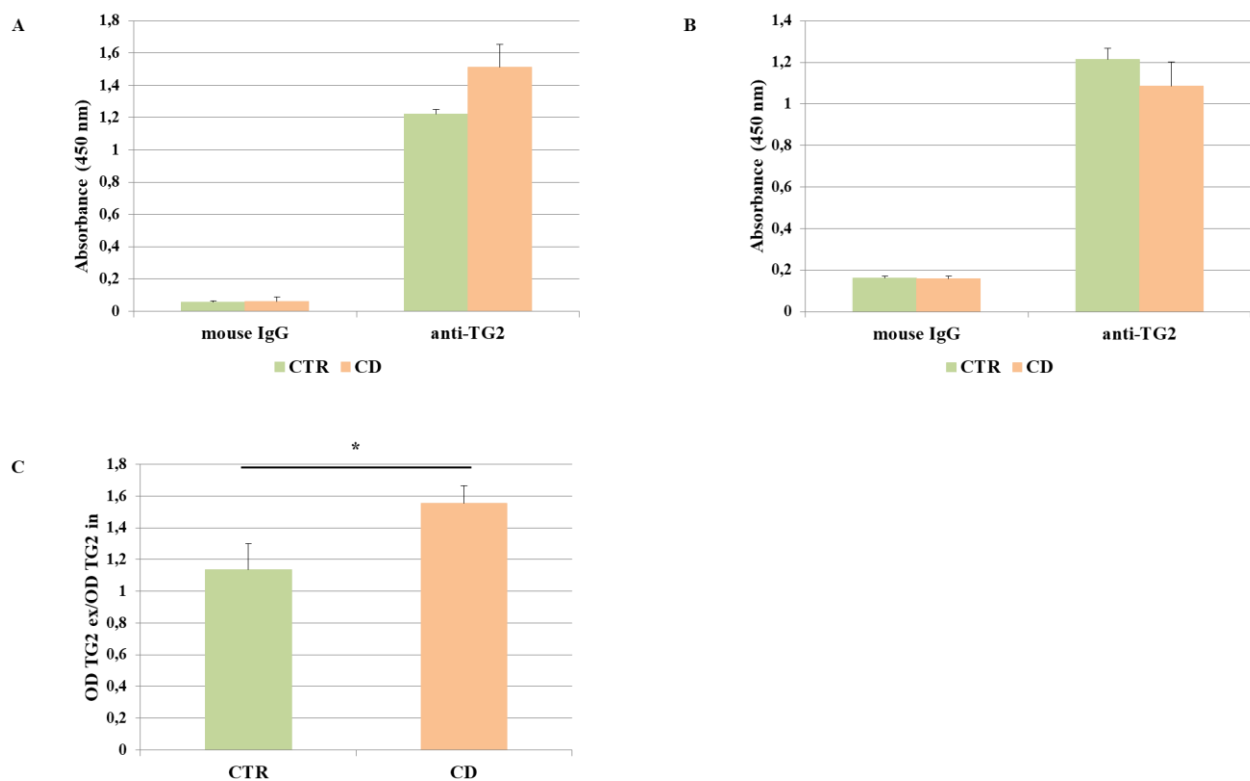 A
Absorbance (450 nm)
1,8
1,6
1,4
1,2
1
0,8
0,6
0,4
0,2
0
mouse IgG anti-TG2
CTR CD
B
Absorbance (450 nm)
1,4
1,2
1
0,8
0,6
0,4
0,2
0
mouse IgG anti-TG2
CTR CD
C
OD TG2 ex/OD TG2 in
*
1,8
1,6
1,4
1,2
1
0,8
0,6
0,4
0,2
0
CTR CD